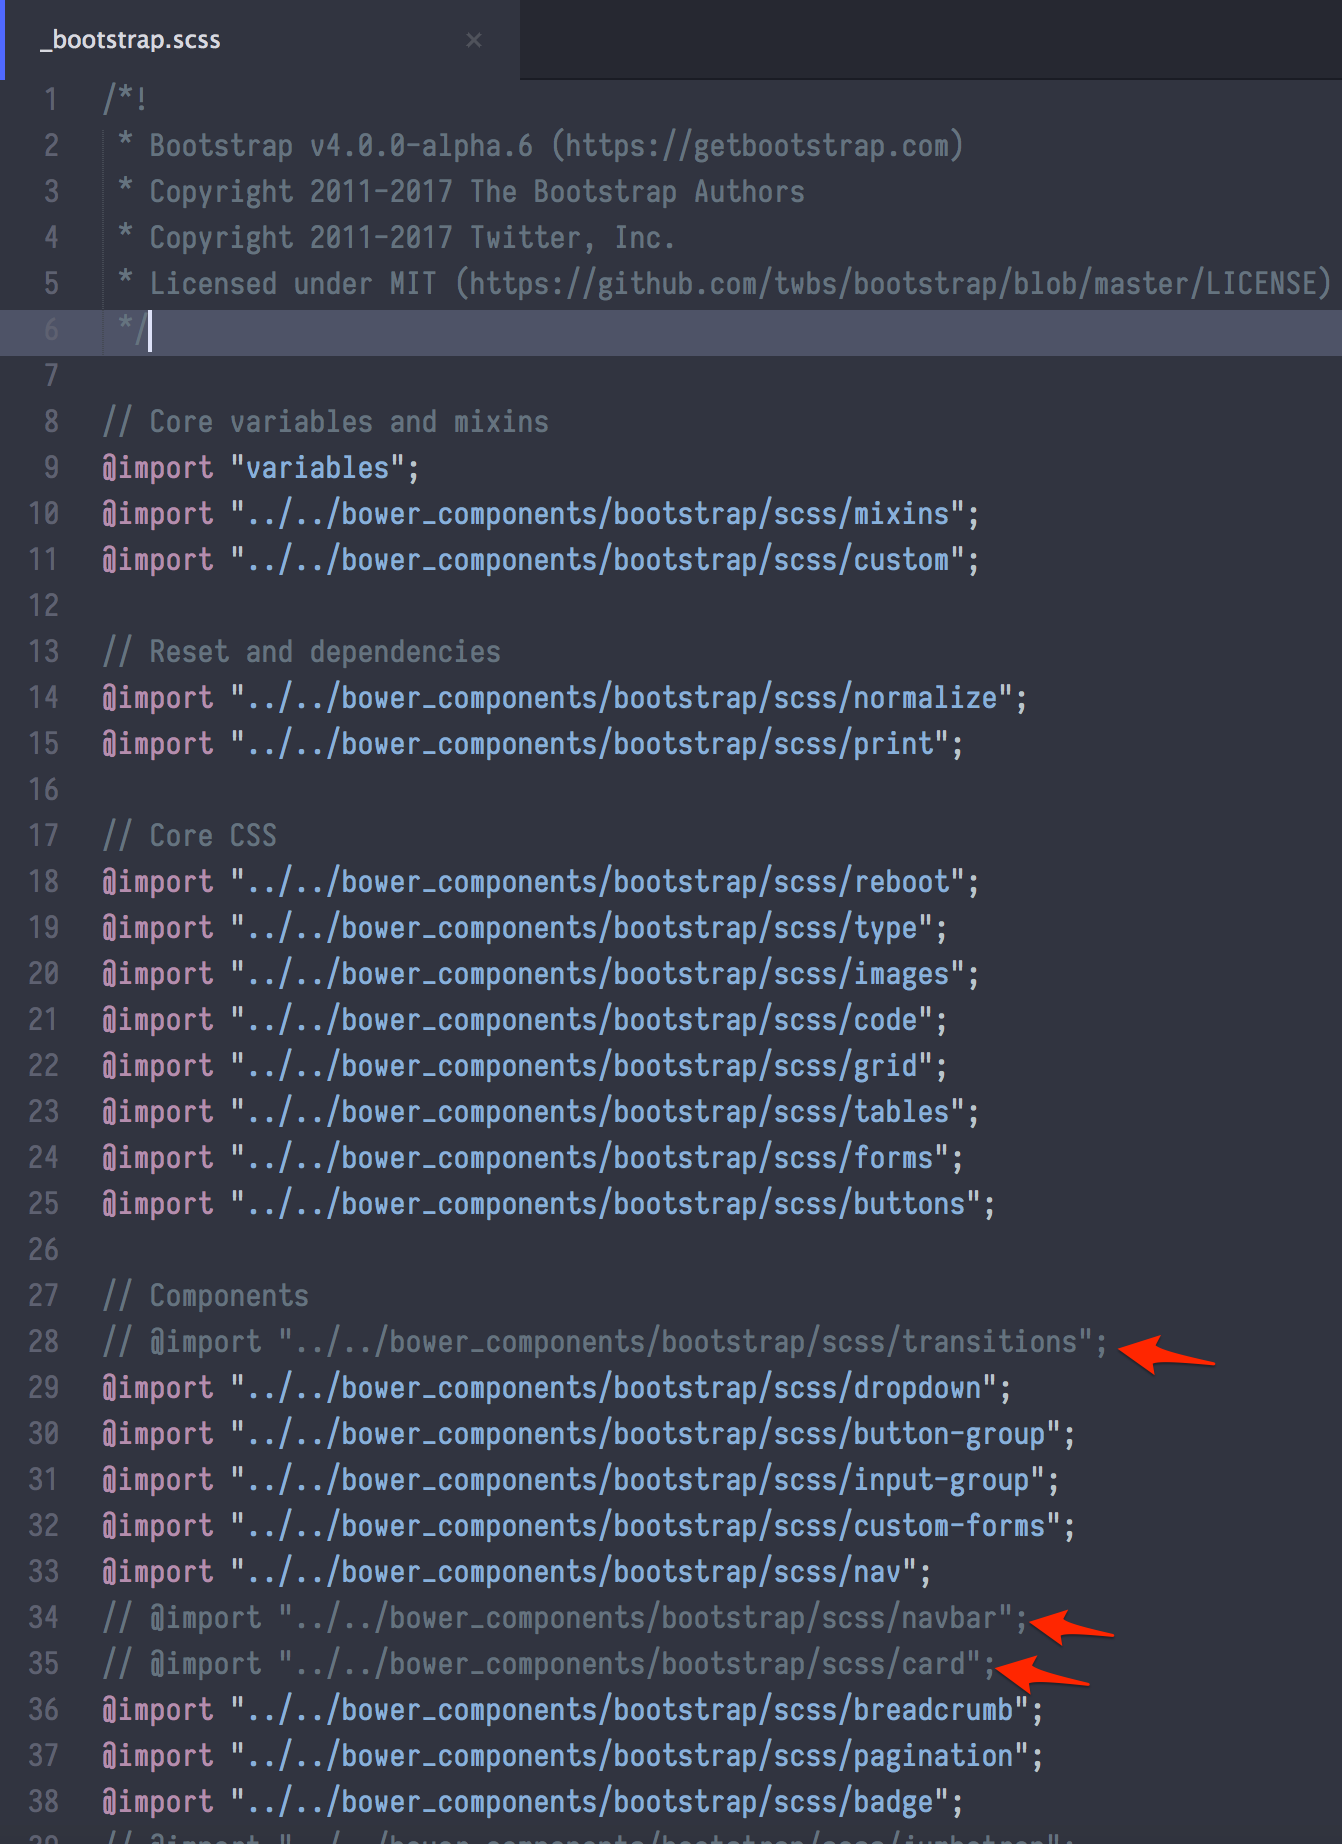 _bootstrap.scss ×
1 /*!
2 * Bootstrap v4.0.0-alpha.6 (https://getbootstrap.com)
3 * Copyright 2011-2017 The Bootstrap Authors
4 * Copyright 2011-2017 Twitter, Inc.
5 * Licensed under MIT (https://github.com/twbs/bootstrap/blob/master/LICENSE)
6 */
7
8 // Core variables and mixins
9 @import "variables";
10 @import "../../bower_components/bootstrap/scss/mixins";
11 @import "../../bower_components/bootstrap/scss/custom";
12
13 // Reset and dependencies
14 @import "../../bower_components/bootstrap/scss/normalize";
15 @import "../../bower_components/bootstrap/scss/print";
16
17 // Core CSS
18 @import "../../bower_components/bootstrap/scss/reboot";
19 @import "../../bower_components/bootstrap/scss/type";
20 @import "../../bower_components/bootstrap/scss/images";
21 @import "../../bower_components/bootstrap/scss/code";
22 @import "../../bower_components/bootstrap/scss/grid";
23 @import "../../bower_components/bootstrap/scss/tables";
24 @import "../../bower_components/bootstrap/scss/forms";
25 @import "../../bower_components/bootstrap/scss/buttons";
26
27 // Components
28 // @import "../../bower_components/bootstrap/scss/transitions";
29 @import "../../bower_components/bootstrap/scss/dropdown";
30 @import "../../bower_components/bootstrap/scss/button-group";
31 @import "../../bower_components/bootstrap/scss/input-group";
32 @import "../../bower_components/bootstrap/scss/custom-forms";
33 @import "../../bower_components/bootstrap/scss/nav";
34 // @import "../../bower_components/bootstrap/scss/navbar";
35 // @import "../../bower_components/bootstrap/scss/card";
36 @import "../../bower_components/bootstrap/scss/breadcrumb";
37 @import "../../bower_components/bootstrap/scss/pagination";
38 @import "../../bower_components/bootstrap/scss/badge";
39 // @import "../../bower_components/bootstrap/scss/jumbotron";